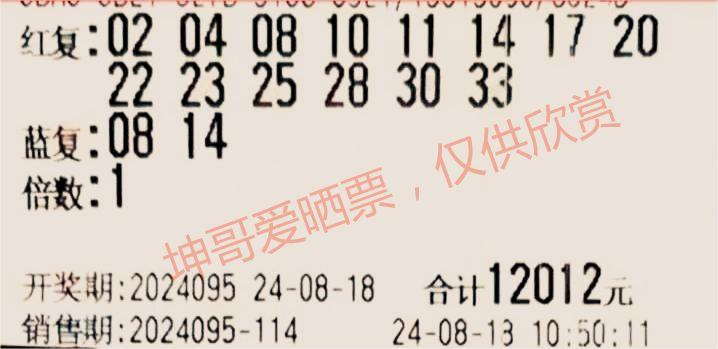 红复:02 04 08 10 11 14 17 20
22 23 25 28 30 33
蓝复:08 14
倍数:1
坤哥爱晒票，仅供欣赏
开奖期:2024095 24-08-18 合计12012元
销售期:2024095-114 24-08-18 10:50:11